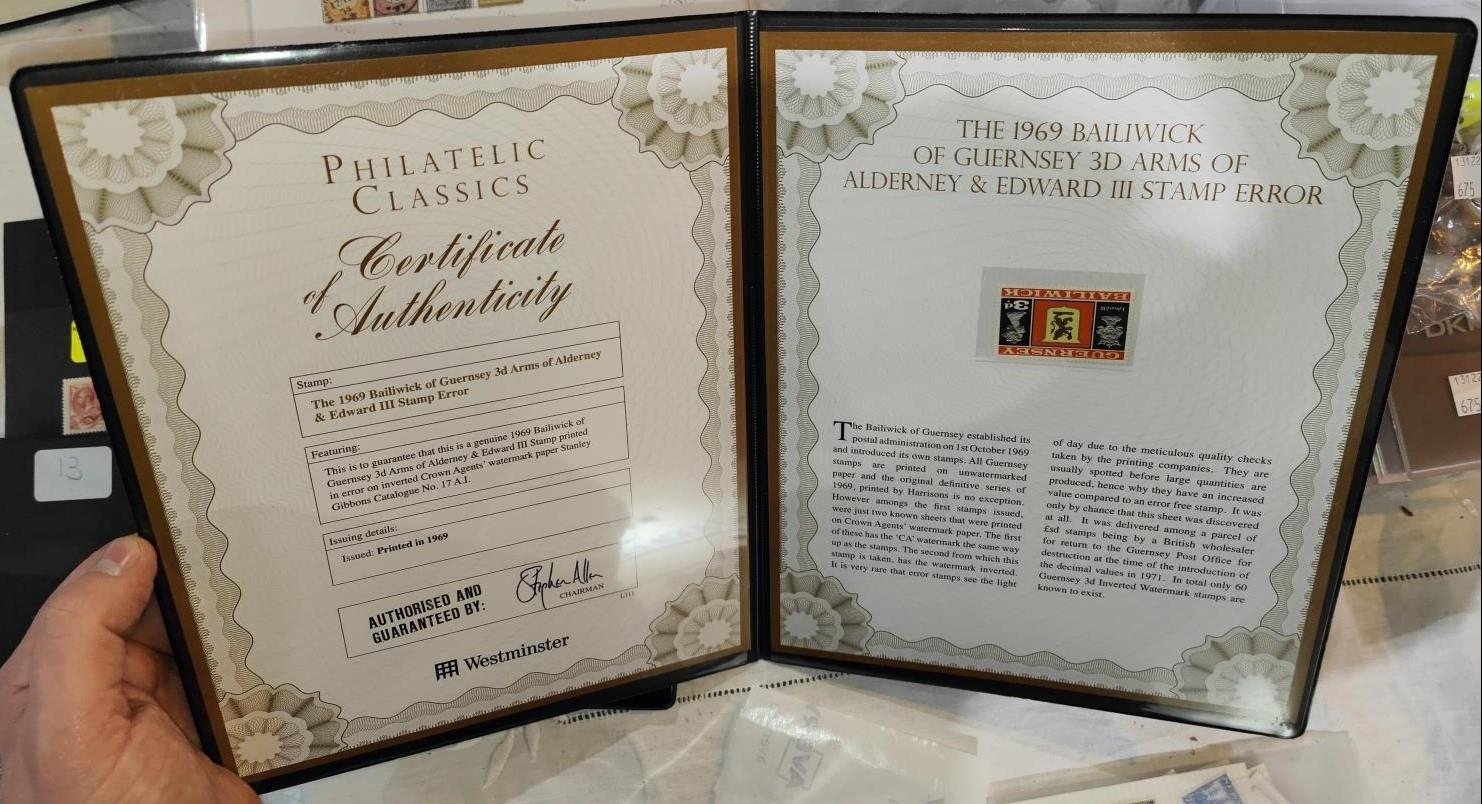 PHILATELIC
CLASSICS
Certificate
of Authenticity
Stamp:
The 1969 Bailiwick of Guernsey 3d Arms of Alderney
& Edward III Stamp Error
Featuring:
This is to guarantee that this is a genuine 1969 Bailiwick of
Guernsey 3d Arms of Alderney & Edward III Stamp printed
in error on inverted Crown Agents' watermark paper Stanley
Gibbons Catalogue No. 17 A.I.
Issuing details:
Issued: Printed in 1969
AUTHORISED AND
GUARANTEED BY:
Stephen Allen
CHAIRMAN
L111
Westminster
THE 1969 BAILIWICK
OF GUERNSEY 3D ARMS OF
ALDERNEY & EDWARD III STAMP ERROR
BAILIWICK
3d
Edward III
GUERNSEY
The Bailiwick of Guernsey established its
postal administration on 1st October 1969
and introduced its own stamps. All Guernsey
stamps are printed on unwatermarked
paper and the original definitive series of
1969, printed by Harrisons is no exception.
However amongst the first stamps issued,
were just two known sheets that were printed
on Crown Agents' watermark paper. The first
of these has the 'CA' watermark the same way
up as the stamps. The second from which this
stamp is taken, has the watermark inverted.
It is very rare that error stamps see the light
of day due to the meticulous quality checks
taken by the printing companies. They are
usually spotted before large quantities are
produced, hence why they have an increased
value compared to an error free stamp. It was
only by chance that this sheet was discovered
at all. It was delivered among a parcel of
£sd stamps being by a British wholesaler
for return to the Guernsey Post Office for
destruction at the time of the introduction of
the decimal values in 1971. In total only 60
Guernsey 3d Inverted Watermark stamps are
known to exist.
13
13122
675
13122
675